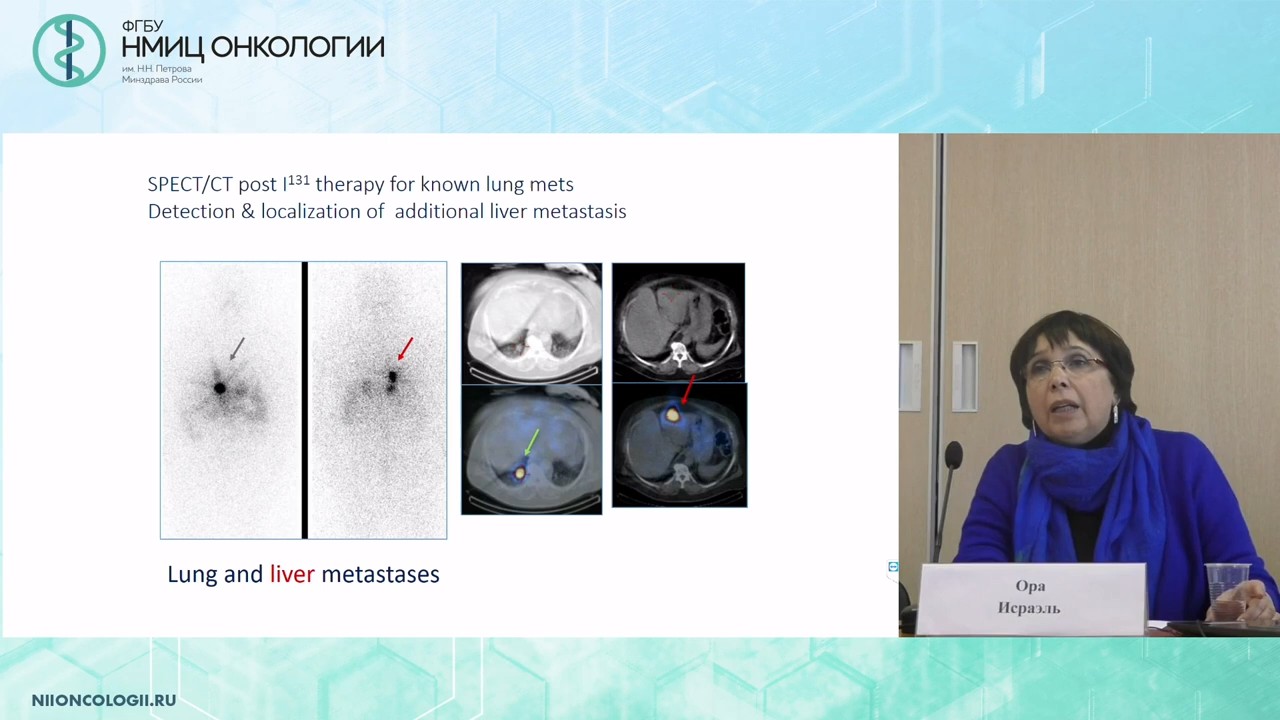 ФГБУ
НМИЦ ОНКОЛОГИИ
им. Н.Н. Петрова
Минздрава России
SPECT/CT post I¹³¹ therapy for known lung mets
Detection & localization of additional liver metastasis
Lung and liver metastases
Ора
Исраэль
NIIONCOLOGII.RU